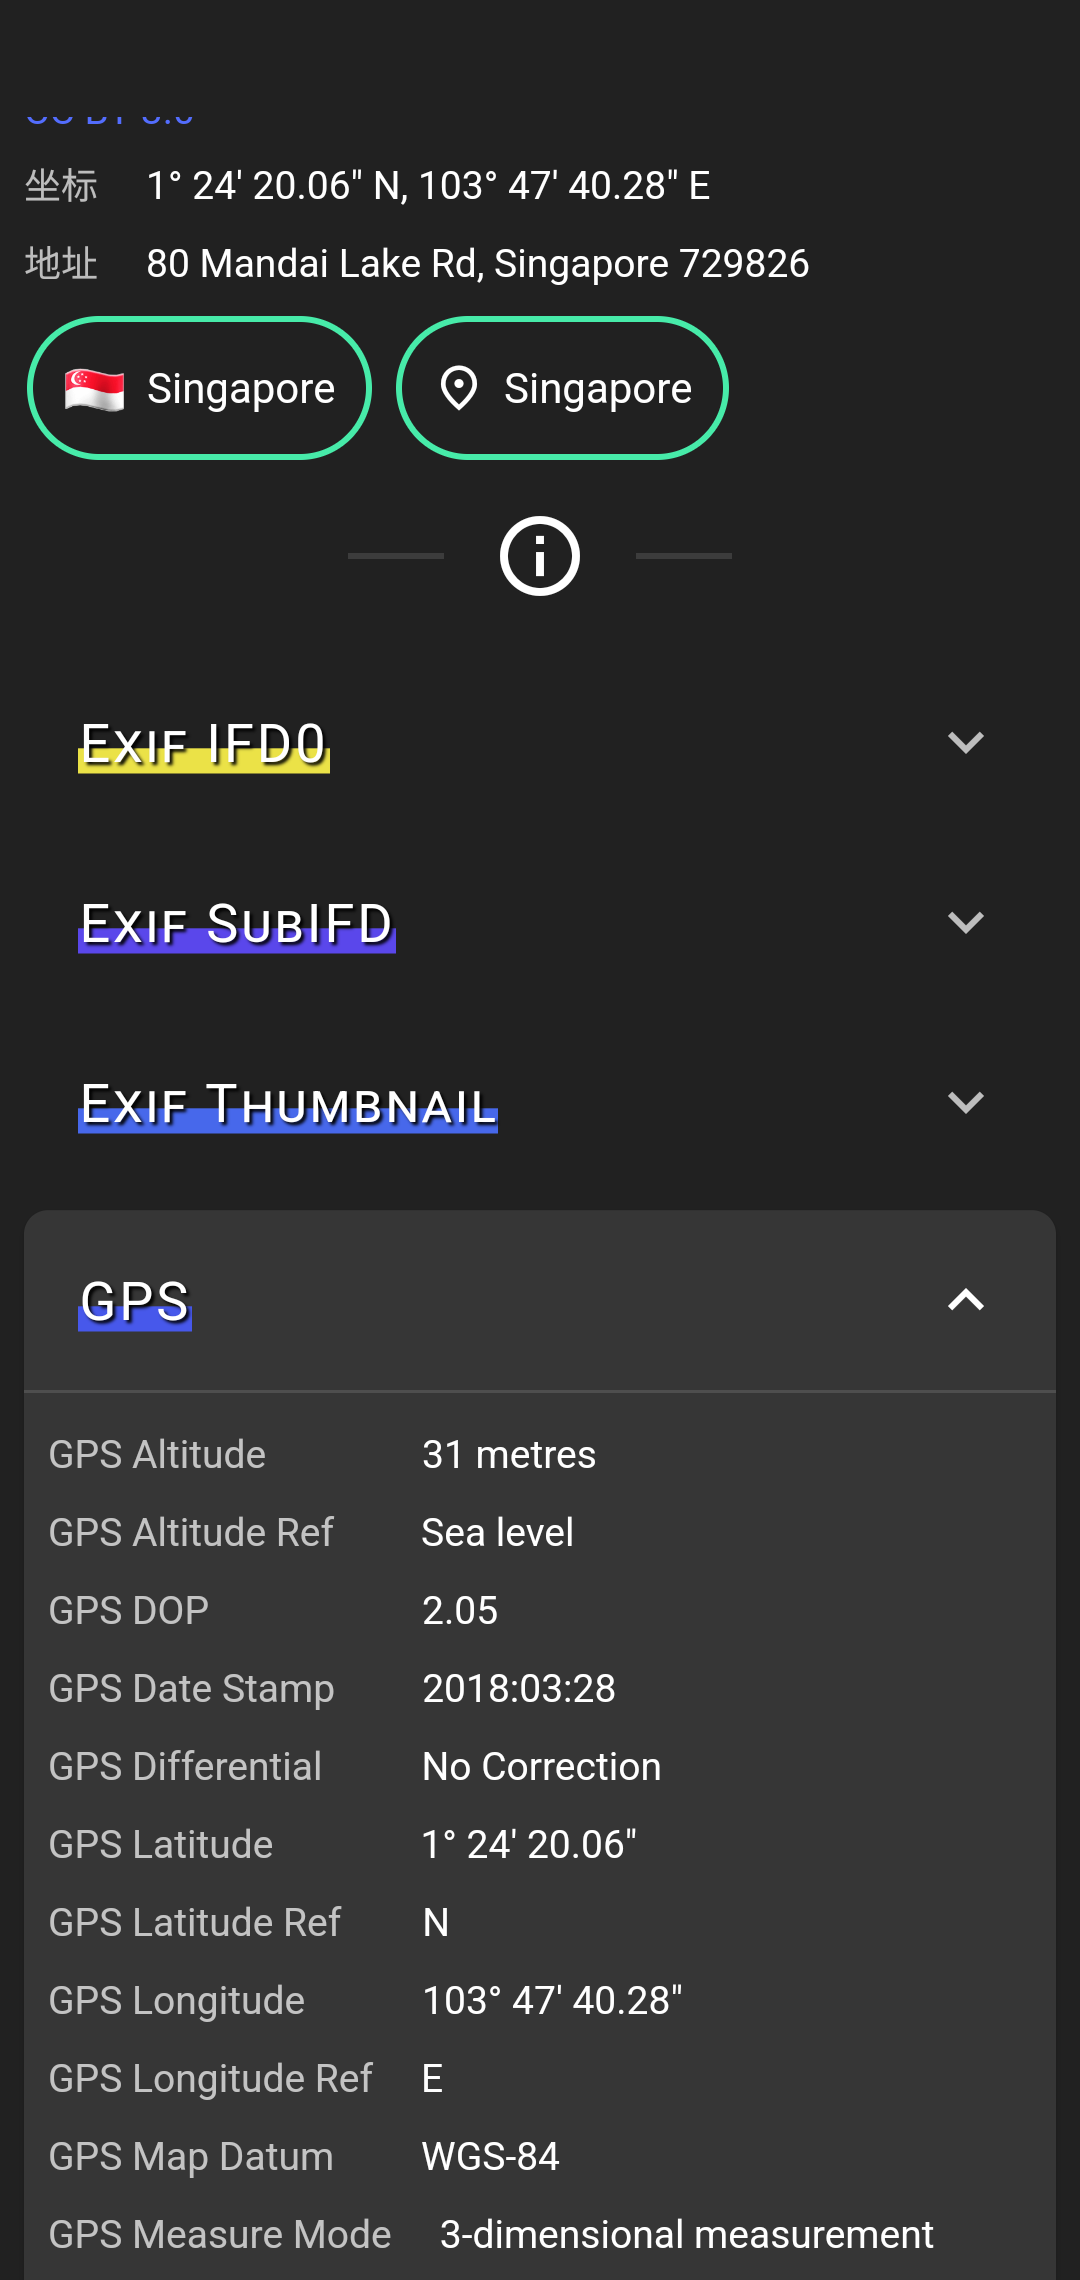 坐标 1° 24' 20.06" N, 103° 47' 40.28" E
地址 80 Mandai Lake Rd, Singapore 729826
Singapore Singapore
Exif IFD0
Exif SubIFD
Exif Thumbnail
GPS
GPS Altitude 31 metres
GPS Altitude Ref Sea level
GPS DOP 2.05
GPS Date Stamp 2018:03:28
GPS Differential No Correction
GPS Latitude 1° 24' 20.06"
GPS Latitude Ref N
GPS Longitude 103° 47' 40.28"
GPS Longitude Ref E
GPS Map Datum WGS-84
GPS Measure Mode 3-dimensional measurement